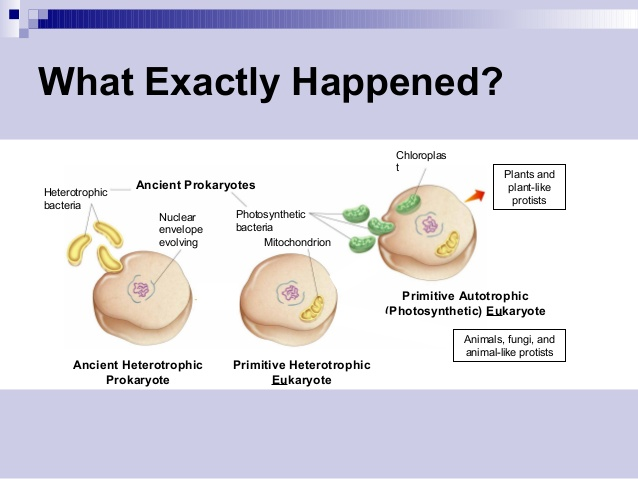 What Exactly Happened?
Chloroplas
t
Plants and
plant-like
protists
Heterotrophic
bacteria
Ancient Prokaryotes
Nuclear
envelope
evolving
Photosynthetic
bacteria
Mitochondrion
Primitive Autotrophic
(Photosynthetic) Eukaryote
Animals, fungi, and
animal-like protists
Ancient Heterotrophic
Prokaryote
Primitive Heterotrophic
Eukaryote